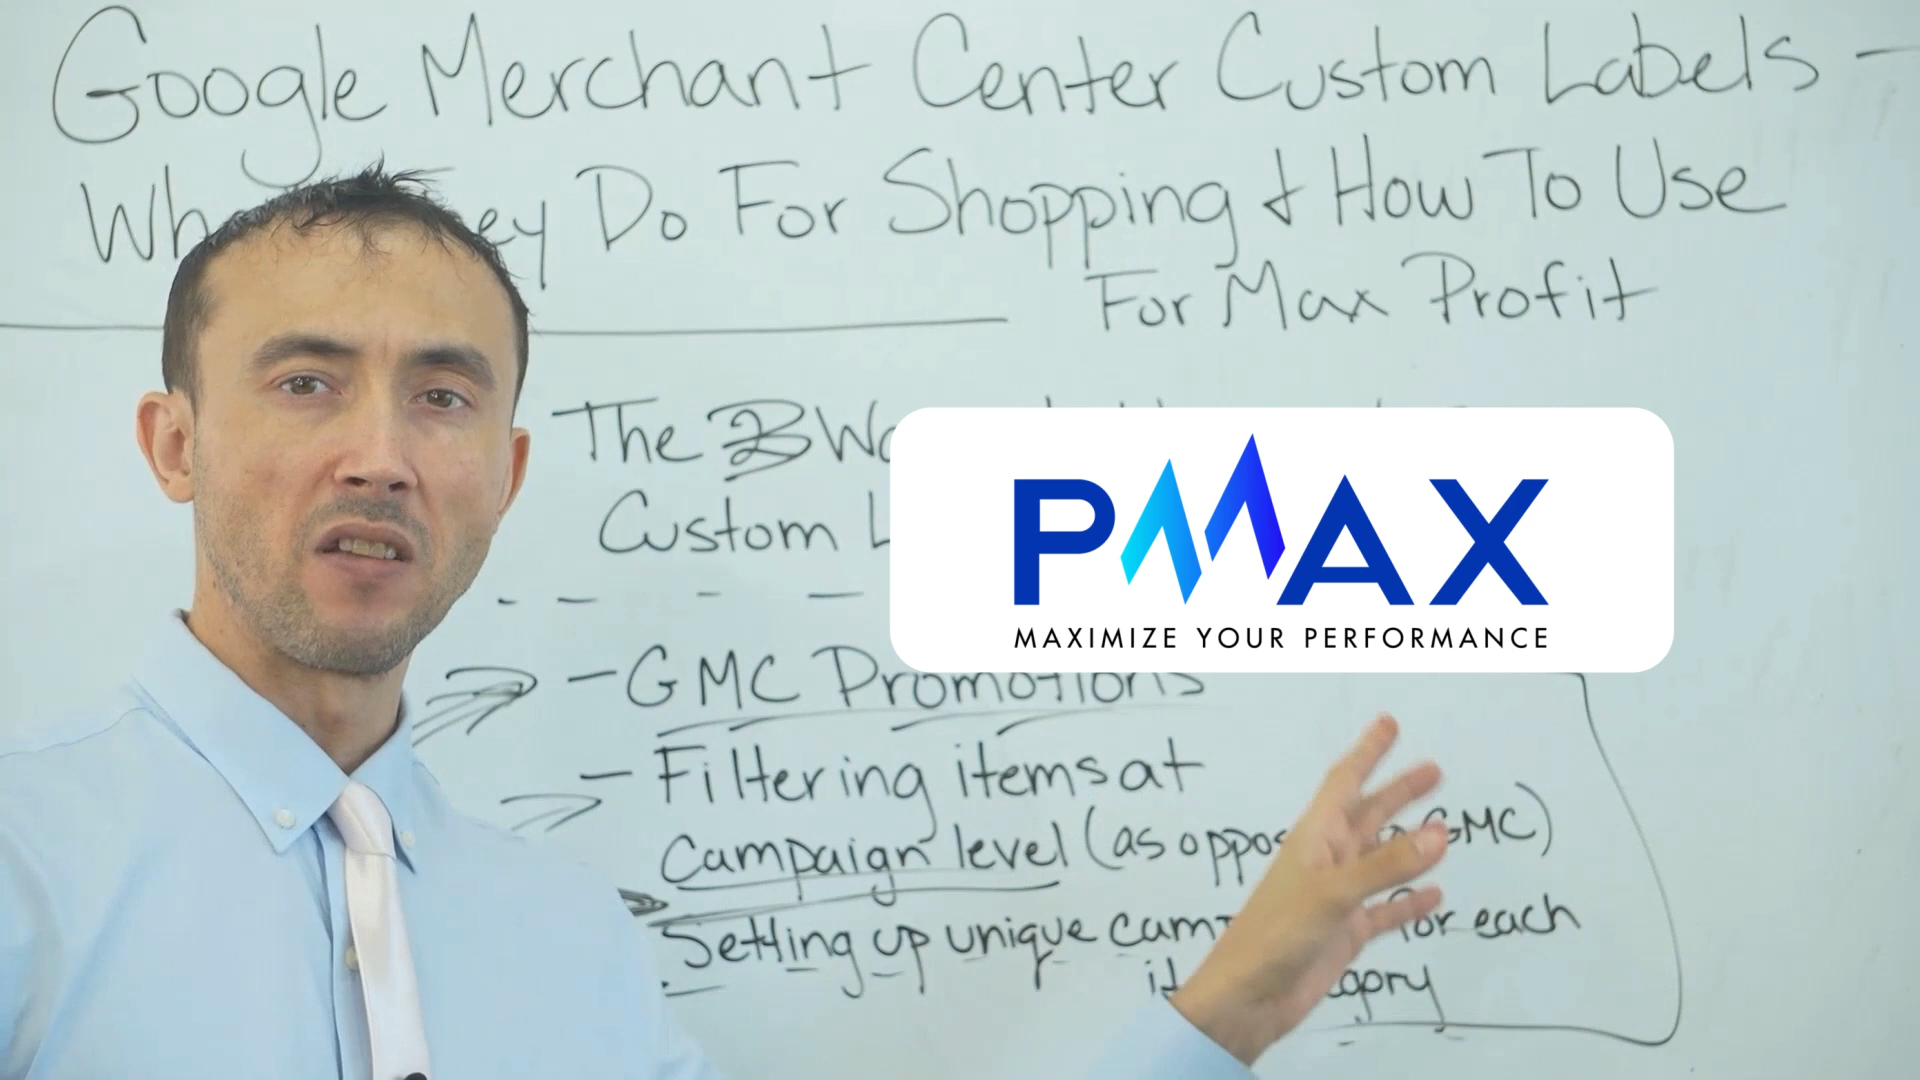 Google Merchant Center Custom Labels -
Do For Shopping & How To Use
For Max Profit
The
Custom
PMAX
MAXIMIZE YOUR PERFORMANCE
- GMC Promotions
- Filtering items at
Campaign level (as GMC)
Setting up unique for each